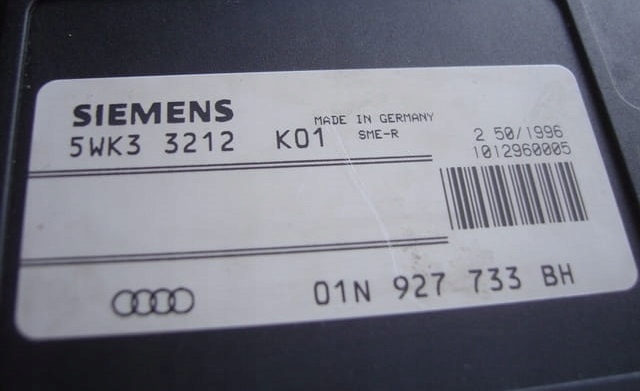 SIEMENS
5WK3 3212 K01
MADE IN GERMANY
SME-R
2 50/1996
1012960005
01N 927 733 BH